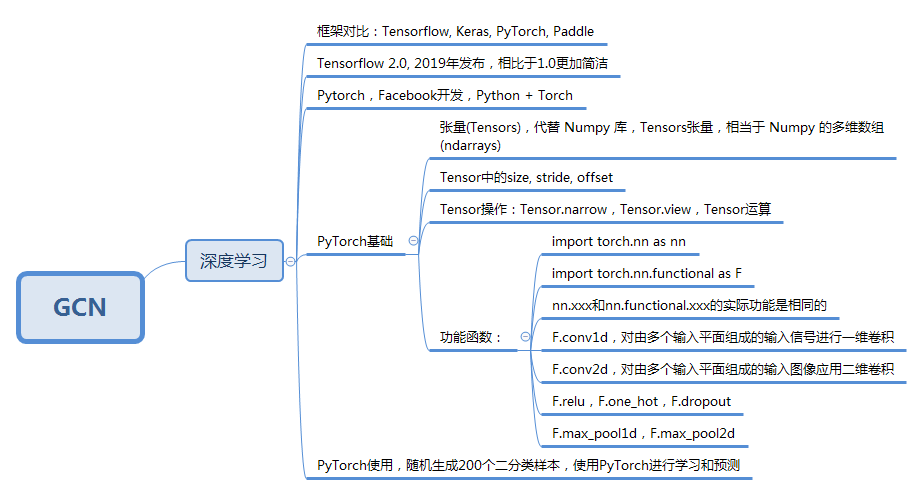 GCN
深度学习
框架对比：Tensorflow, Keras, PyTorch, Paddle
Tensorflow 2.0, 2019年发布，相比于1.0更加简洁
Pytorch，Facebook开发，Python + Torch
PyTorch基础
张量(Tensors)，代替 Numpy 库，Tensors张量，相当于 Numpy 的多维数组
(ndarrays)
Tensor中的size, stride, offset
Tensor操作：Tensor.narrow，Tensor.view，Tensor运算
功能函数：
import torch.nn as nn
import torch.nn.functional as F
nn.xxx和nn.functional.xxx的实际功能是相同的
F.conv1d，对由多个输入平面组成的输入信号进行一维卷积
F.conv2d，对由多个输入平面组成的输入图像应用二维卷积
F.relu，F.one_hot，F.dropout
F.max_pool1d，F.max_pool2d
PyTorch使用，随机生成200个二分类样本，使用PyTorch进行学习和预测